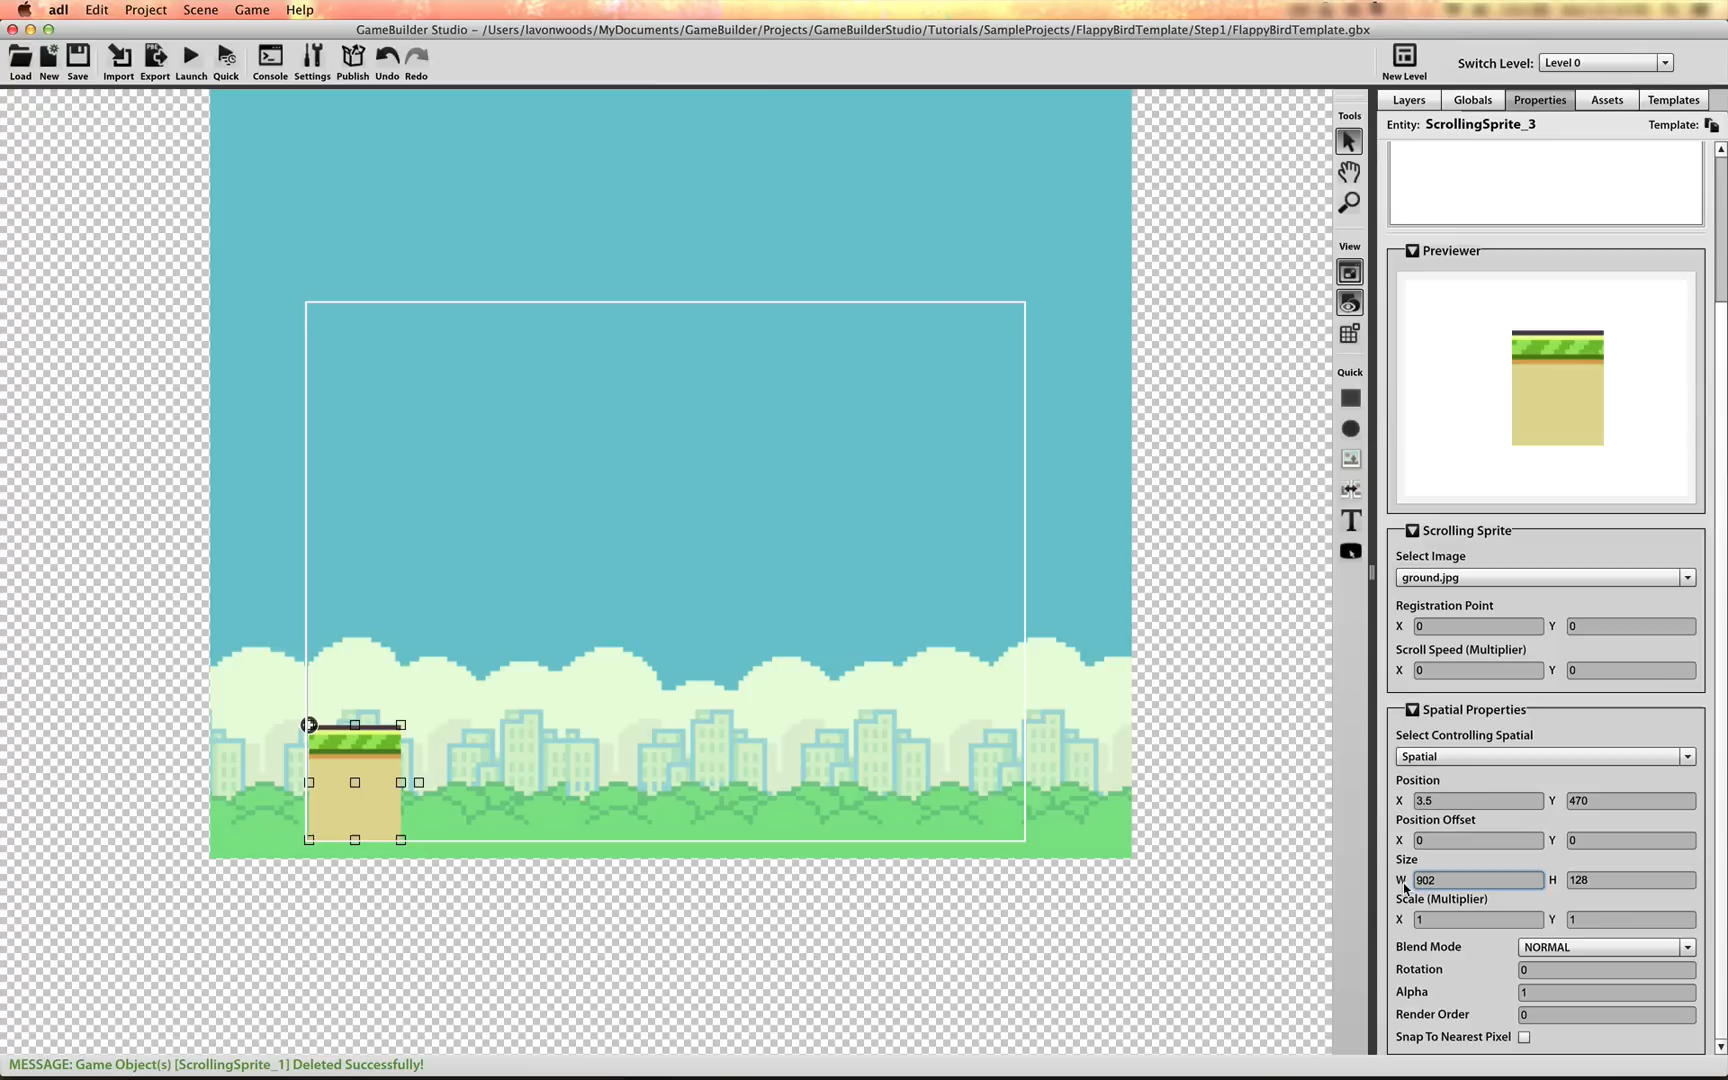 adl Edit Project Scene Game Help
GameBuilder Studio – /Users/lavonwoods/MyDocuments/GameBuilder/Projects/GameBuilderStudio/Tutorials/SampleProjects/FlappyBirdTemplate/Step1/FlappyBirdTemplate.gbx
Load New Save Import Export Launch Quick Console Settings Publish Undo Redo
New Level
Switch Level: Level 0
Layers Globals Properties Assets Templates
Tools
View
Quick
T
Entity: ScrollingSprite_3 Template:
Previewer
Scrolling Sprite
Select Image
ground.jpg
Registration Point
X 0 Y 0
Scroll Speed (Multiplier)
X 0 Y 0
Spatial Properties
Select Controlling Spatial
Spatial
Position
X 3.5 Y 470
Position Offset
X 0 Y 0
Size
W 902 H 128
Scale (Multiplier)
X 1 Y 1
Blend Mode NORMAL
Rotation 0
Alpha 1
Render Order 0
Snap To Nearest Pixel
MESSAGE: Game Object(s) [ScrollingSprite_1] Deleted Successfully!